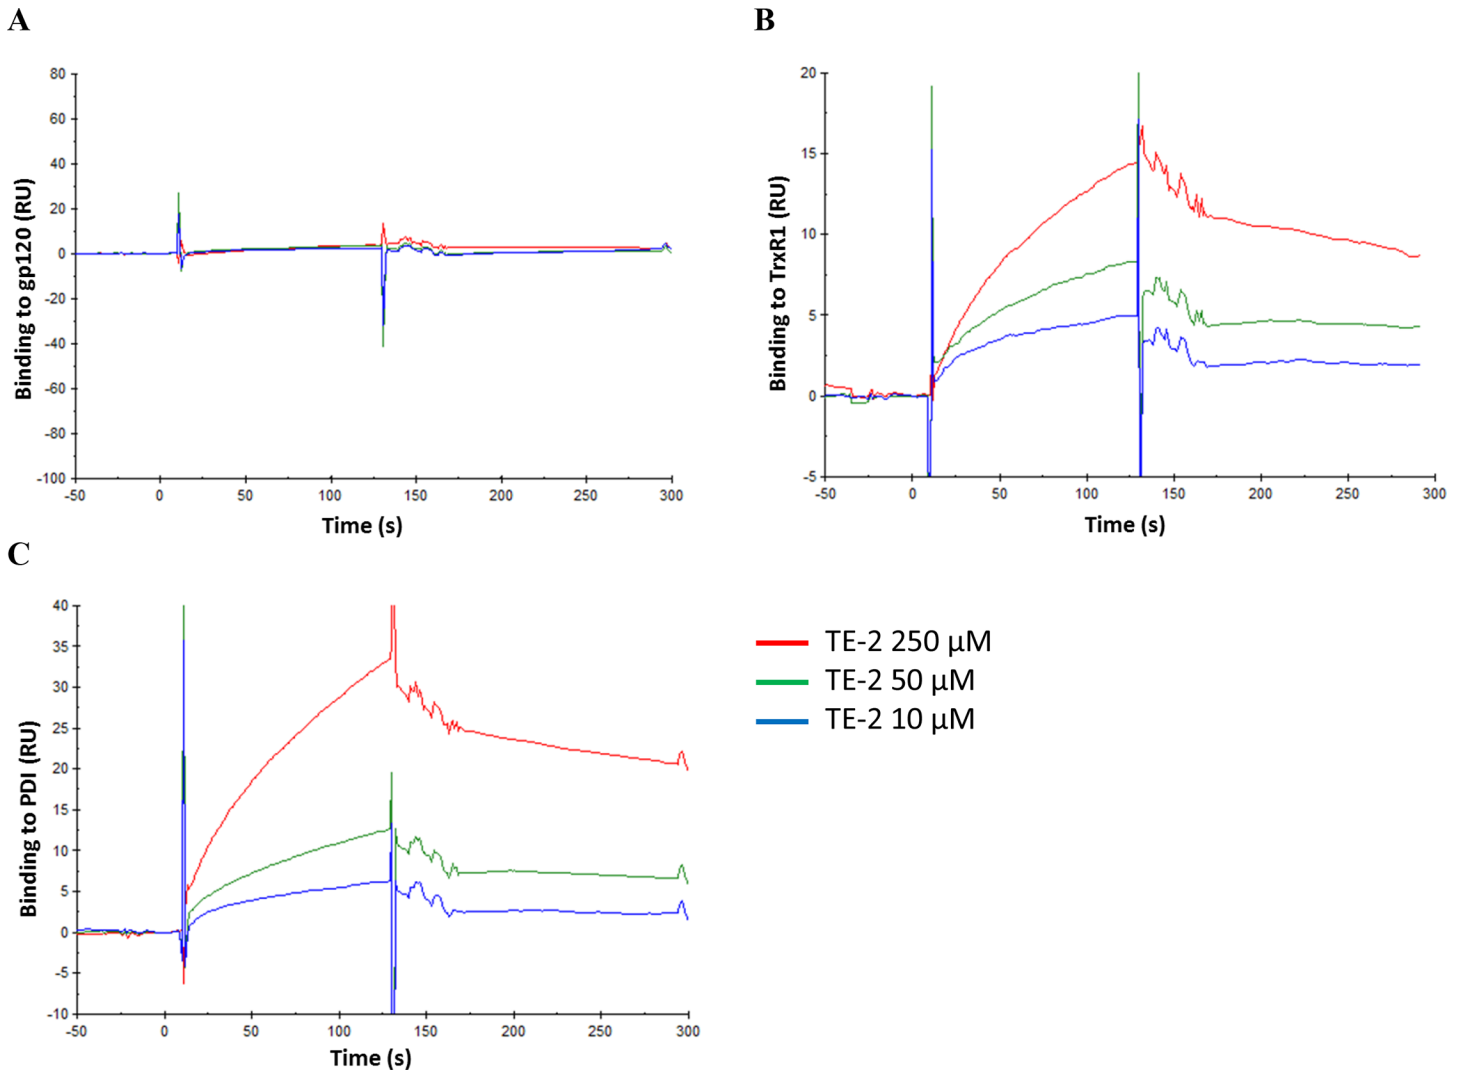 A
B
80
60
40
20
0
-20
-40
-60
-80
-100
Binding to gp120 (RU)
-50 0 50 100 150 200 250 300
Time (s)
20
15
10
5
0
-5
Binding to TrxR1 (RU)
-50 0 50 100 150 200 250 300
Time (s)
C
40
35
30
25
20
15
10
5
0
-5
-10
Binding to PDI (RU)
-50 0 50 100 150 200 250 300
Time (s)
TE-2 250 µM
TE-2 50 µM
TE-2 10 µM